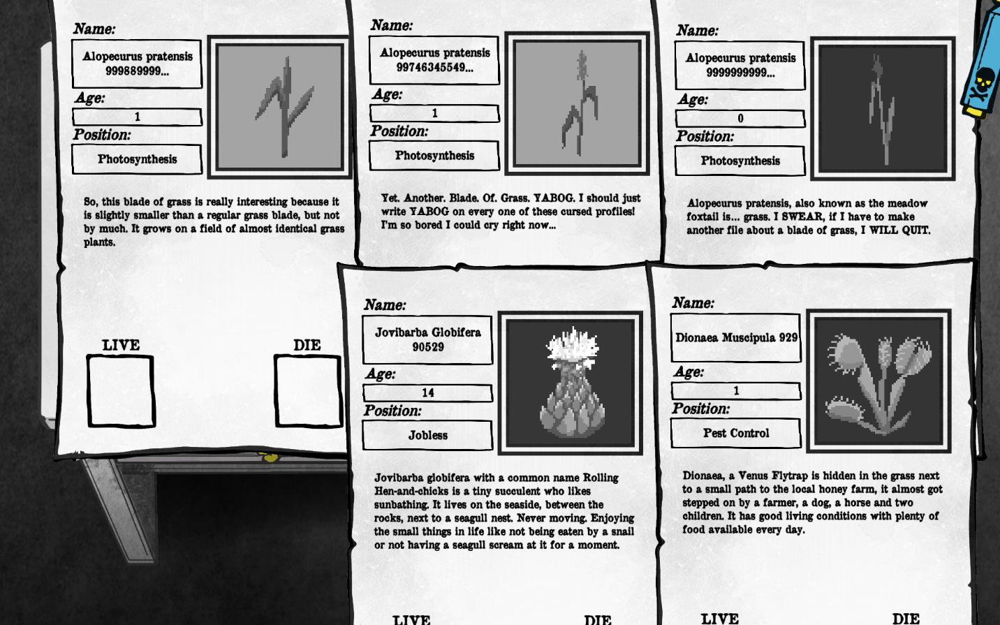 Name:
Alopecurus pratensis
999889999...
Age:
1
Position:
Photosynthesis
So, this blade of grass is really interesting because it
is slightly smaller than a regular grass blade, but not
by much. It grows on a field of almost identical grass
plants.
LIVE
DIE
Name:
Alopecurus pratensis
99746345549...
Age:
1
Position:
Photosynthesis
Yet. Another. Blade. Of. Grass. YABOG. I should just
write YABOG on every one of these cursed profiles!
I'm so bored I could cry right now...
Name:
Alopecurus pratensis
9999999999...
Age:
0
Position:
Photosynthesis
Alopecurus pratensis, also known as the meadow
foxtail is... grass. I SWEAR, if I have to make
another file about a blade of grass, I WILL QUIT.
Name:
Jovibarba Globifera
90529
Age:
14
Position:
Jobless
Jovibarba globifera with a common name Rolling
Hen-and-chicks is a tiny succulent who likes
sunbathing. It lives on the seaside, between the
rocks, next to a seagull nest. Never moving. Enjoying
the small things in life like not being eaten by a snail
or not having a seagull scream at it for a moment.
LIVE
DIE
Name:
Dionaea Muscipula 929
Age:
1
Position:
Pest Control
Dionaea, a Venus Flytrap is hidden in the grass next
to a small path to the local honey farm, it almost got
stepped on by a farmer, a dog, a horse and two
children. It has good living conditions with plenty of
food available every day.
LIVE
DIE